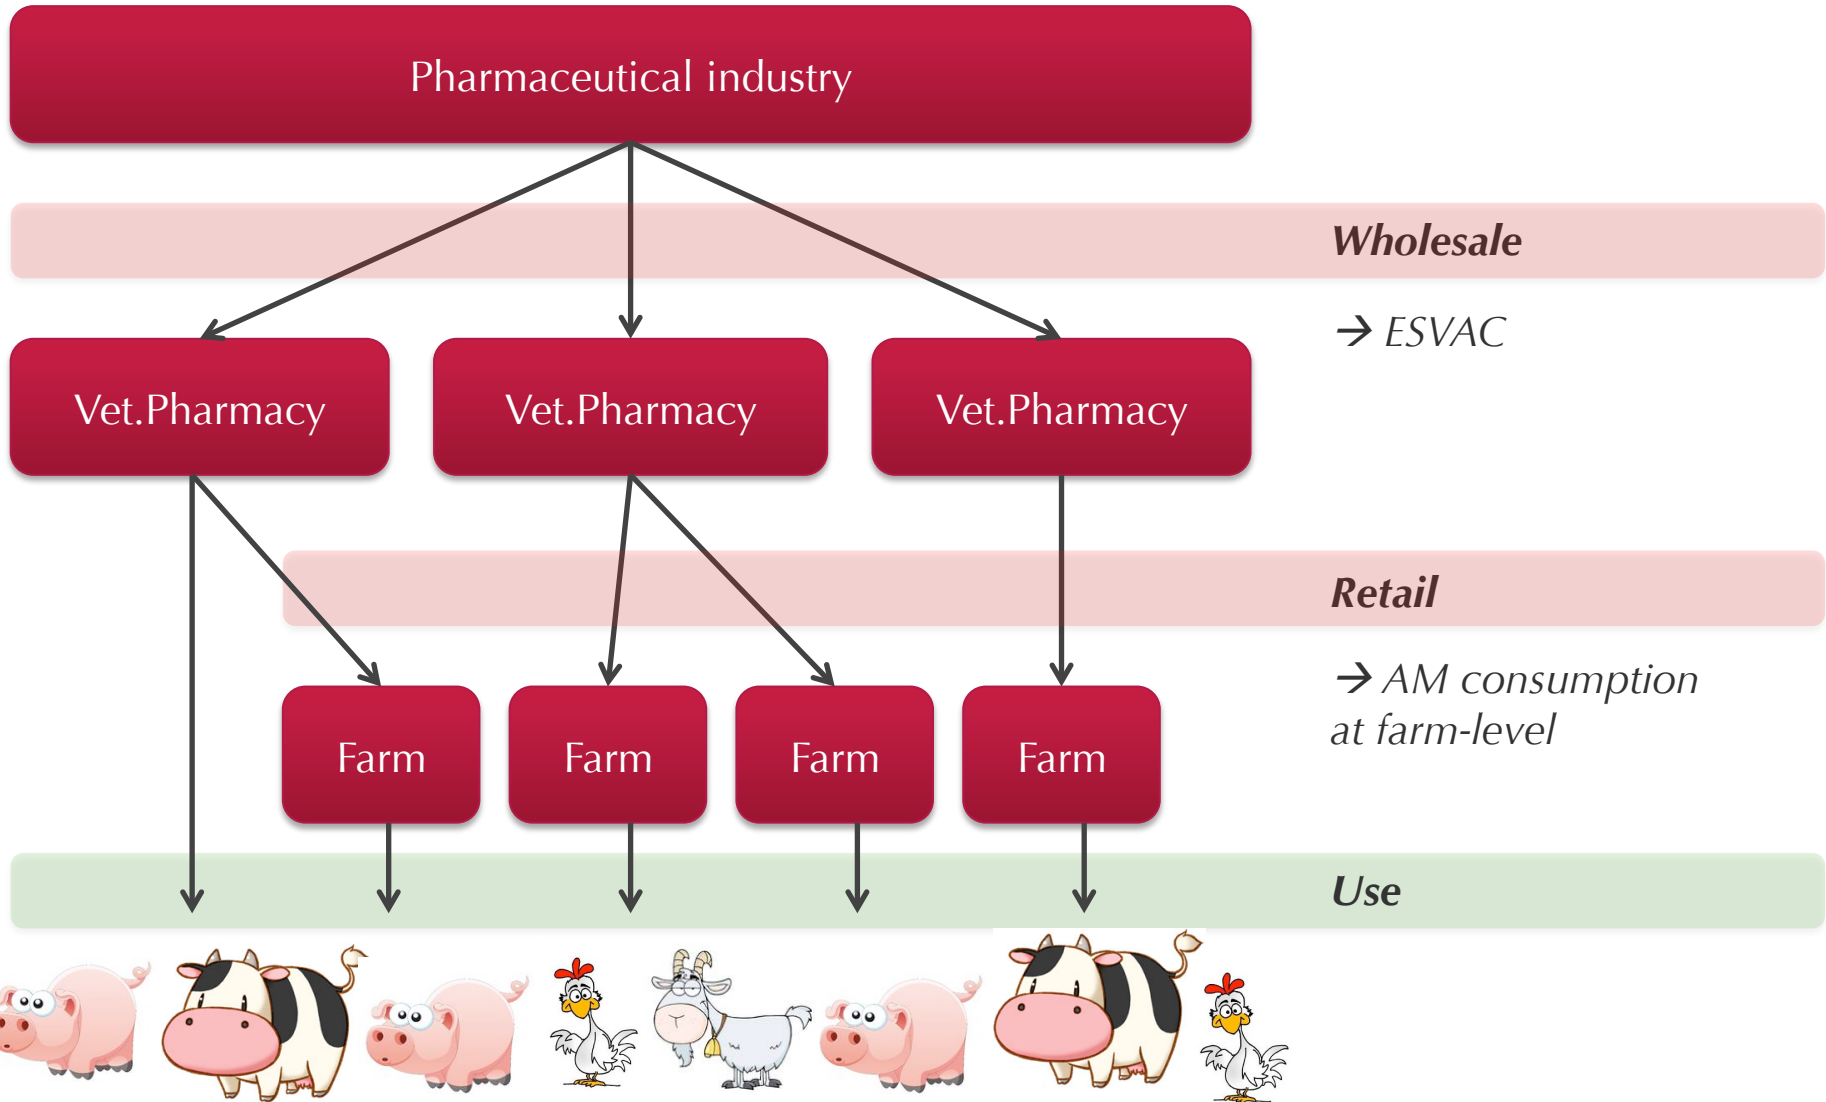 Pharmaceutical industry
Wholesale
→ ESVAC
Vet.Pharmacy
Vet.Pharmacy
Vet.Pharmacy
Retail
→ AM consumption
at farm-level
Farm
Farm
Farm
Farm
Use